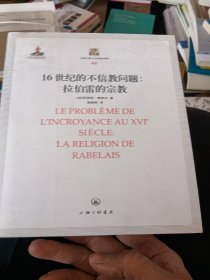 16世纪的不信教问题：
拉伯雷的宗教
LE PROBLÈME DE
L'INCROYANCE AU XVIᵉ
SIÈCLE:
LA RELIGION DE
RABELAIS
上海三联书店